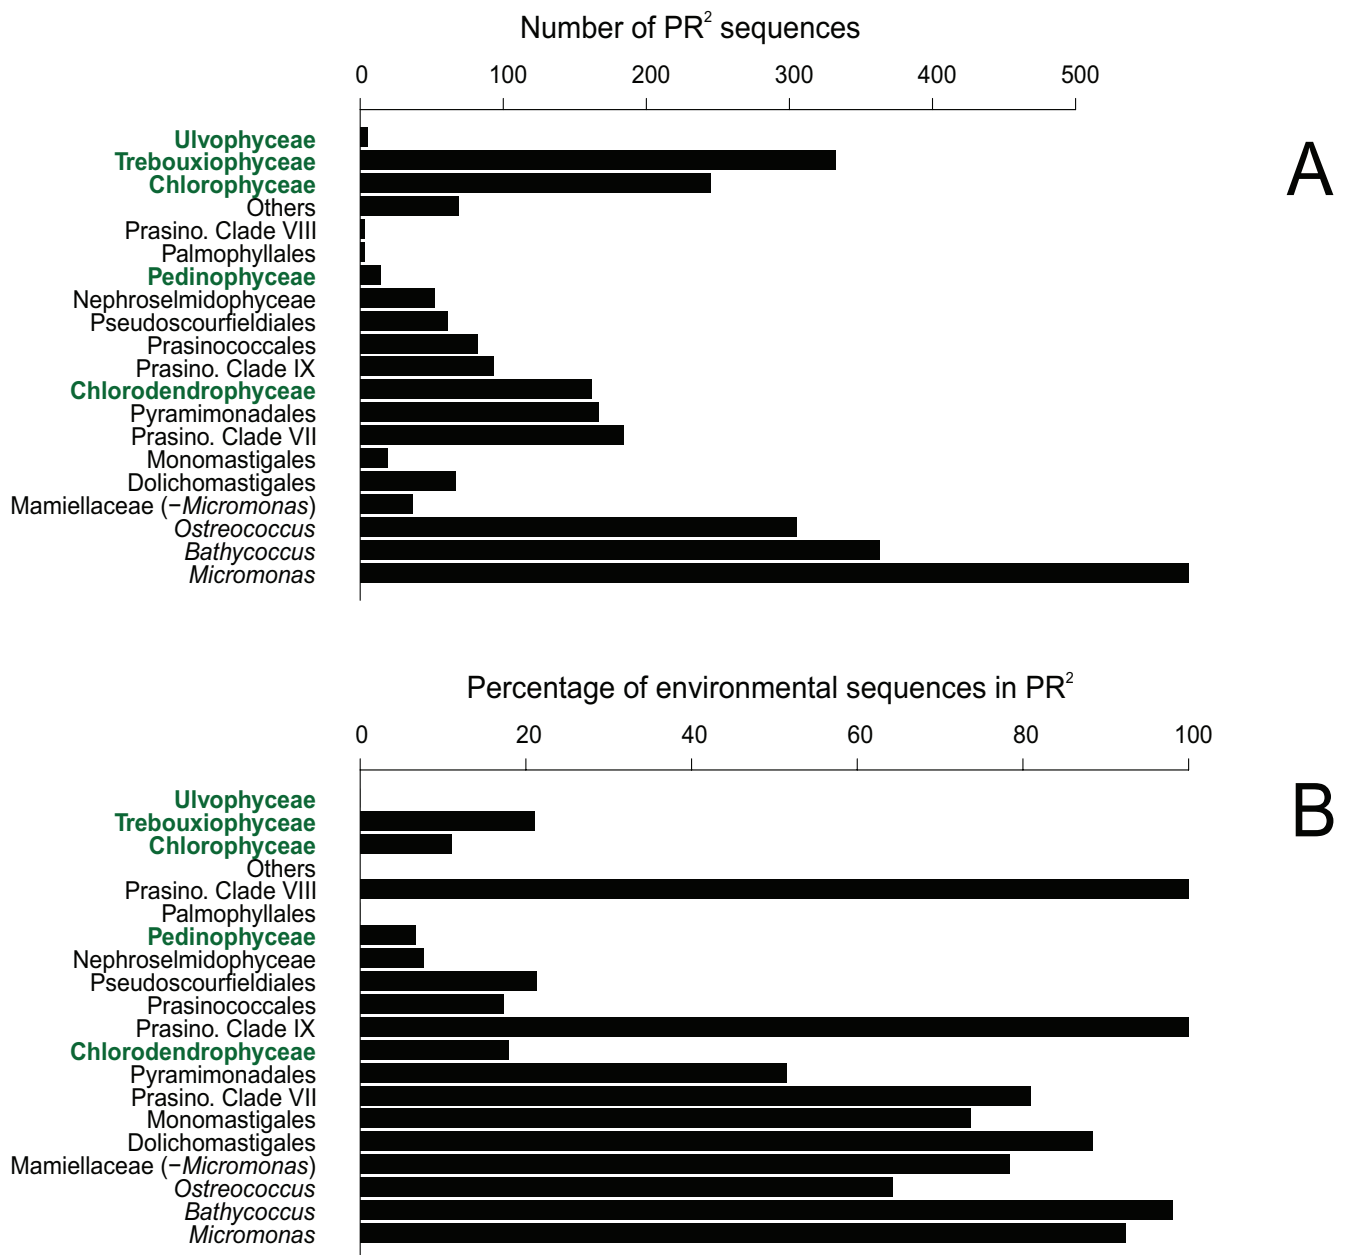 Number of PR² sequences
0 100 200 300 400 500
Ulvophyceae
Trebouxiophyceae
A
Chlorophyceae
Others
Prasino. Clade VIII
Palmophyllales
Pedinophyceae
Nephroselmidophyceae
Pseudoscourfieldiales
Prasinococcales
Prasino. Clade IX
Chlorodendrophyceae
Pyramimonadales
Prasino. Clade VII
Monomastigales
Dolichomastigales
Mamiellaceae (−Micromonas)
Ostreococcus
Bathycoccus
Micromonas
Percentage of environmental sequences in PR²
0 20 40 60 80 100
Ulvophyceae
B
Trebouxiophyceae
Chlorophyceae
Others
Prasino. Clade VIII
Palmophyllales
Pedinophyceae
Nephroselmidophyceae
Pseudoscourfieldiales
Prasinococcales
Prasino. Clade IX
Chlorodendrophyceae
Pyramimonadales
Prasino. Clade VII
Monomastigales
Dolichomastigales
Mamiellaceae (−Micromonas)
Ostreococcus
Bathycoccus
Micromonas